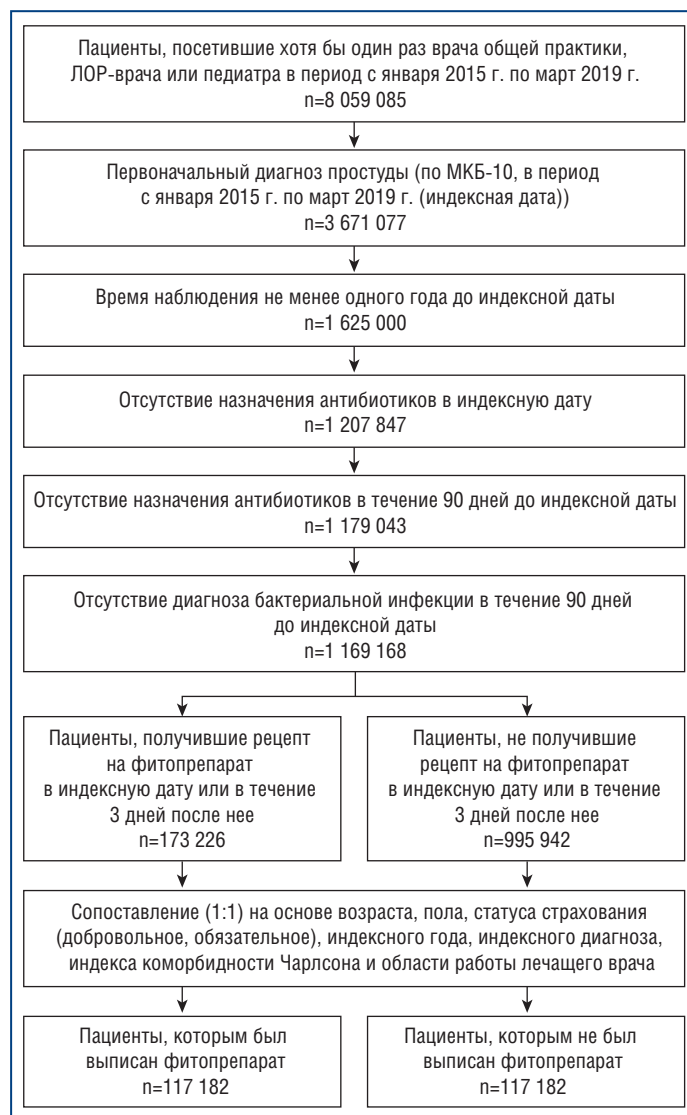 Пациенты, посетившие хотя бы один раз врача общей практики,
ЛОР-врача или педиатра в период с января 2015 г. по март 2019 г.
n=8 059 085
Первоначальный диагноз простуды (по МКБ-10, в период
с января 2015 г. по март 2019 г. (индексная дата))
n=3 671 077
Время наблюдения не менее одного года до индексной даты
n=1 625 000
Отсутствие назначения антибиотиков в индексную дату
n=1 207 847
Отсутствие назначения антибиотиков в течение 90 дней до индексной даты
n=1 179 043
Отсутствие диагноза бактериальной инфекции в течение 90 дней
до индексной даты
n=1 169 168
Пациенты, получившие рецепт
на фитопрепарат
в индексную дату или в течение
3 дней после нее
n=173 226
Пациенты, не получившие
рецепт на фитопрепарат
в индексную дату или в течение
3 дней после нее
n=995 942
Сопоставление (1:1) на основе возраста, пола, статуса страхования
(добровольное, обязательное), индексного года, индексного диагноза,
индекса коморбидности Чарлсона и области работы лечащего врача
Пациенты, которым был
выписан фитопрепарат
n=117 182
Пациенты, которым не был
выписан фитопрепарат
n=117 182